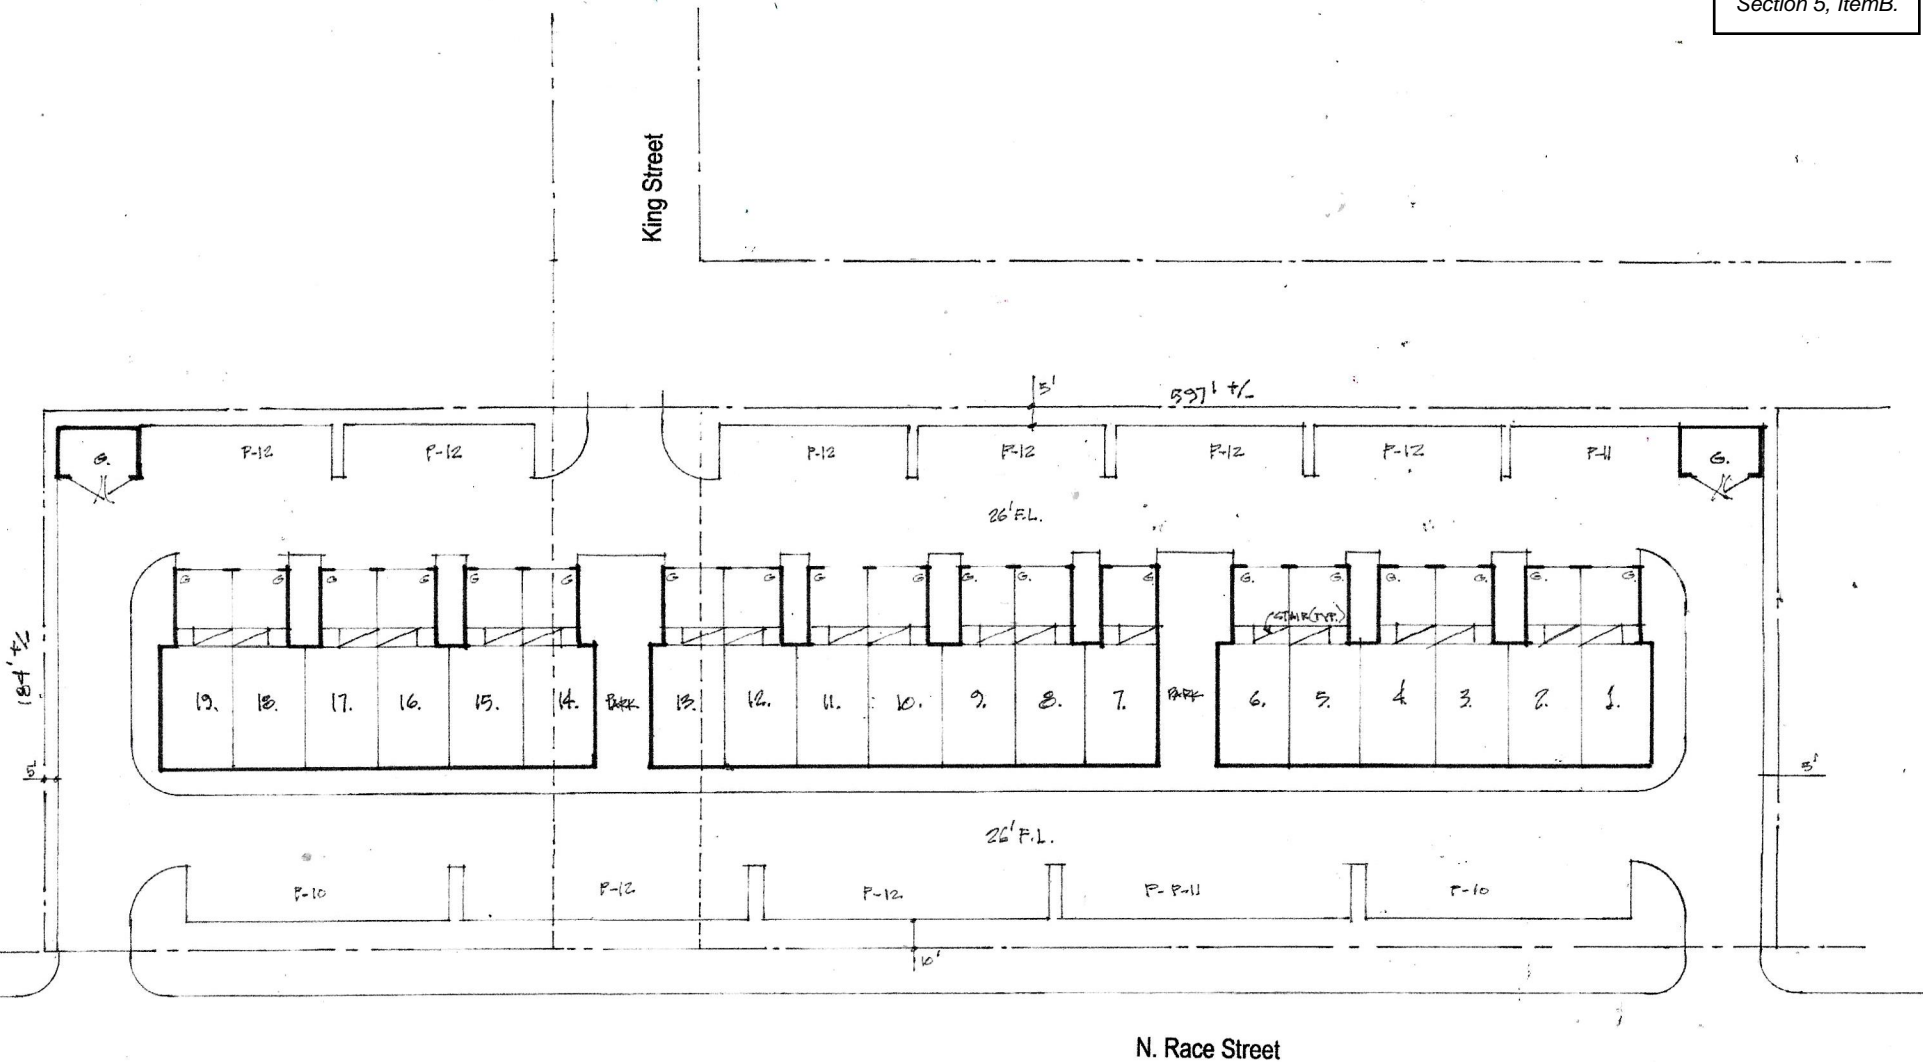 Section 5, ItemB.
King Street
5'
597' +/-
G.
P-12
P-12
P-12
P-12
P-12
P-12
P-11
G.
26' F.L.
G
G
G
G
G
G
G
G
G
G
G.
G.
G
G.
G.
G.
G.
G.
G.
STAIR (TYP.)
184' +/-
19.
18.
17.
16.
15.
14.
PARK
13.
12.
11.
10.
9.
8.
7.
PARK
6.
5.
4.
3.
2.
1.
5'
5'
26' F.L.
P-10
P-12
P-12
P- P-11
P-10
10'
N. Race Street